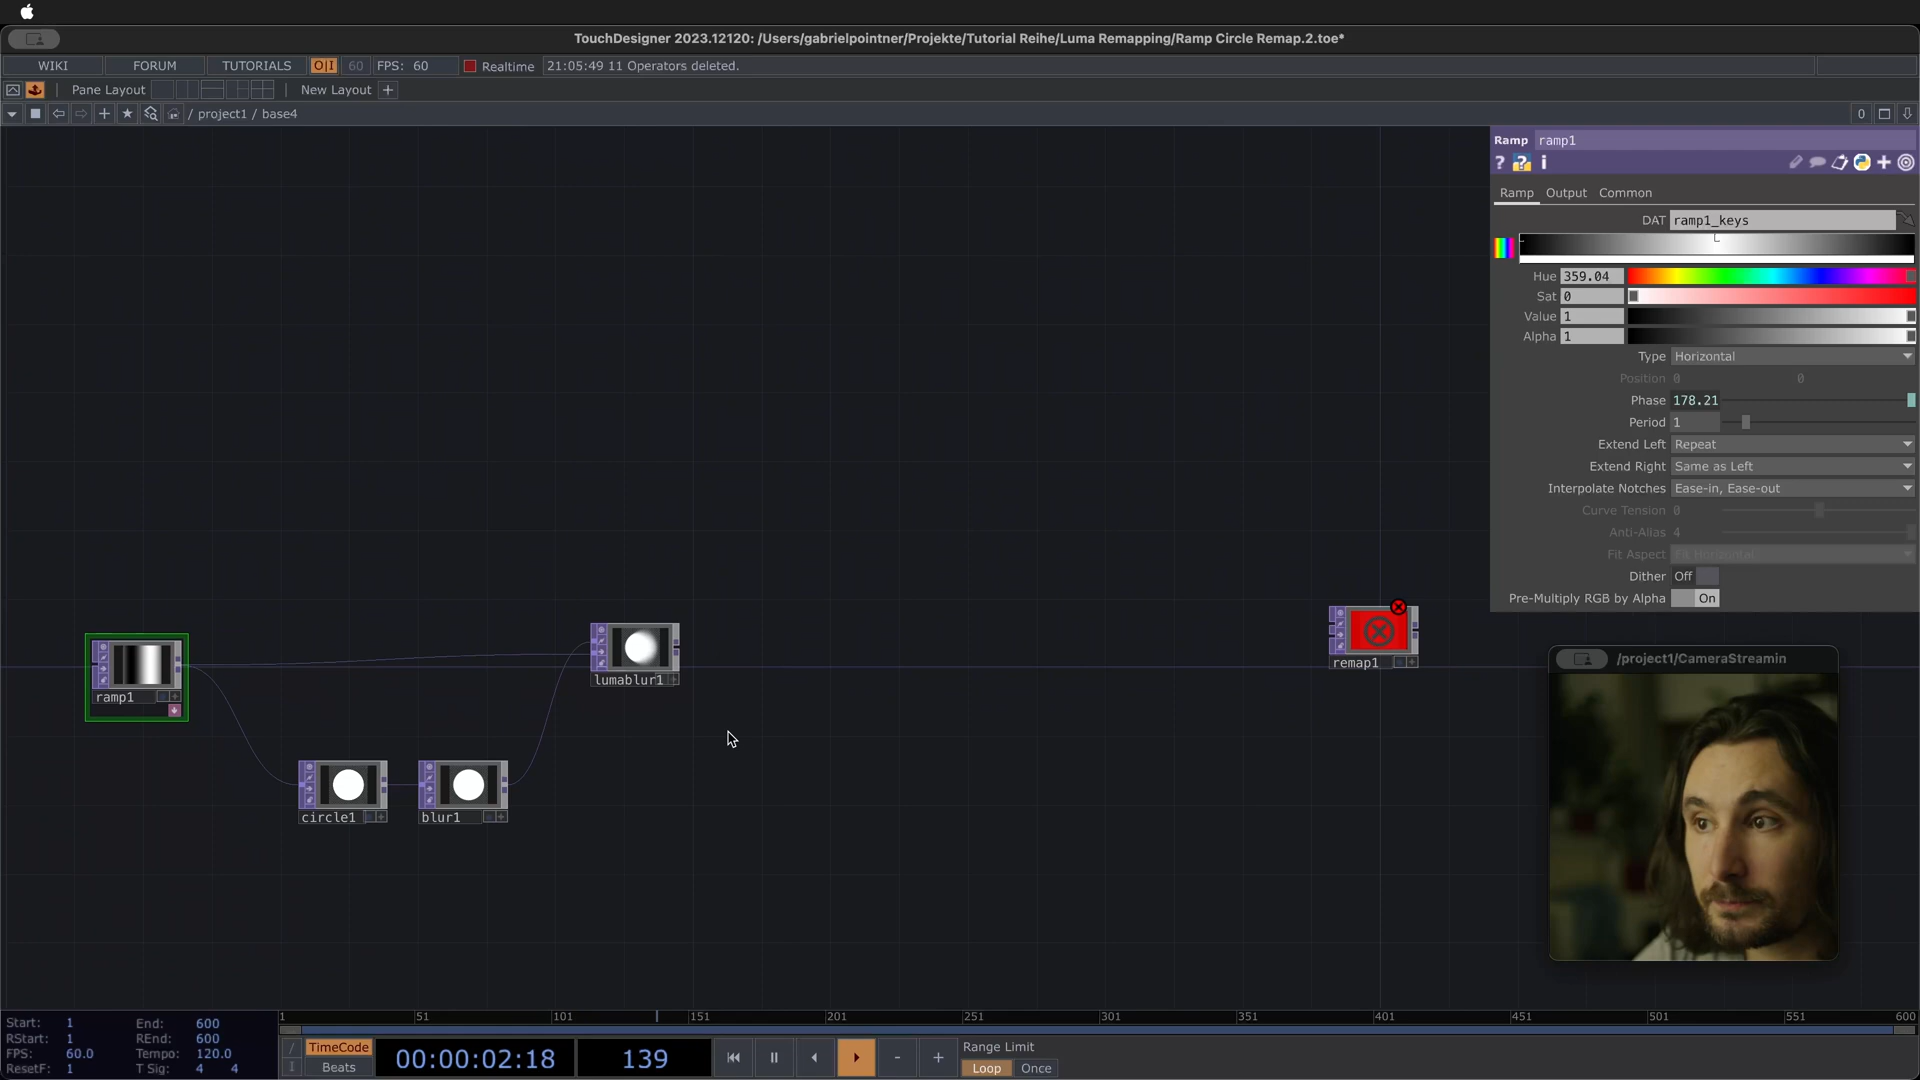 TouchDesigner 2023.12120: /Users/gabrielpointner/Projekte/Tutorial Reihe/Luma Remapping/Ramp Circle Remap.2.toe*
WIKI FORUM TUTORIALS O|I 60 FPS: 60 Realtime 21:05:49 11 Operators deleted.
Pane Layout New Layout +
/ project1 / base4 0
Ramp ramp1
? ? i
Ramp Output Common
DAT ramp1_keys
Hue 359.04
Sat 0
Value 1
Alpha 1
Type Horizontal
Position 0 0
Phase 178.21
Period 1
Extend Left Repeat
Extend Right Same as Left
Interpolate Notches Ease-in, Ease-out
Curve Tension 0
Anti-Alias 4
Fit Aspect Fit Horizontal
Dither Off
Pre-Multiply RGB by Alpha On
ramp1
lumablur1
remap1
circle1
blur1
/project1/CameraStreamin
1 51 101 151 201 251 301 351 401 451 501 551 600
Start: 1 End: 600
RStart: 1 REnd: 600
FPS: 60.0 Tempo: 120.0
ResetF: 1 T Sig: 4 4
TimeCode
Beats
00:00:02:18 139
- +
Range Limit
Loop Once